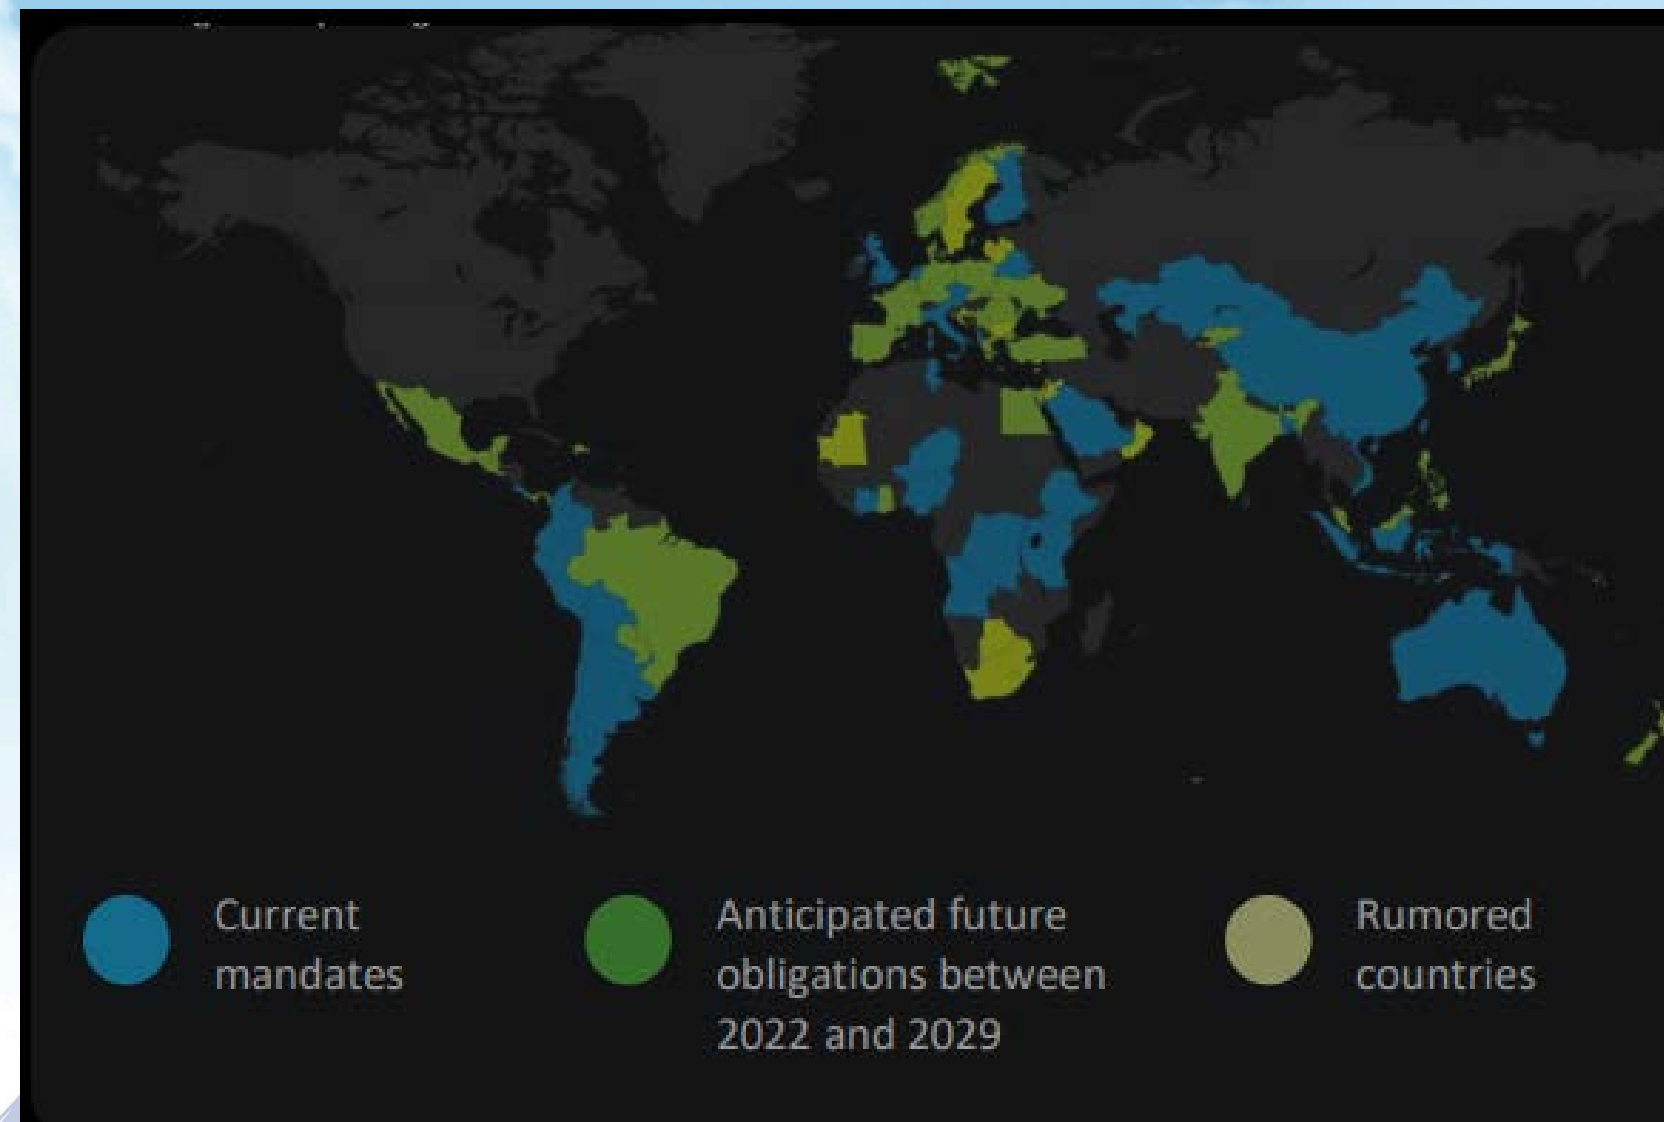 Current
mandates
Anticipated future
obligations between
2022 and 2029
Rumored
countries